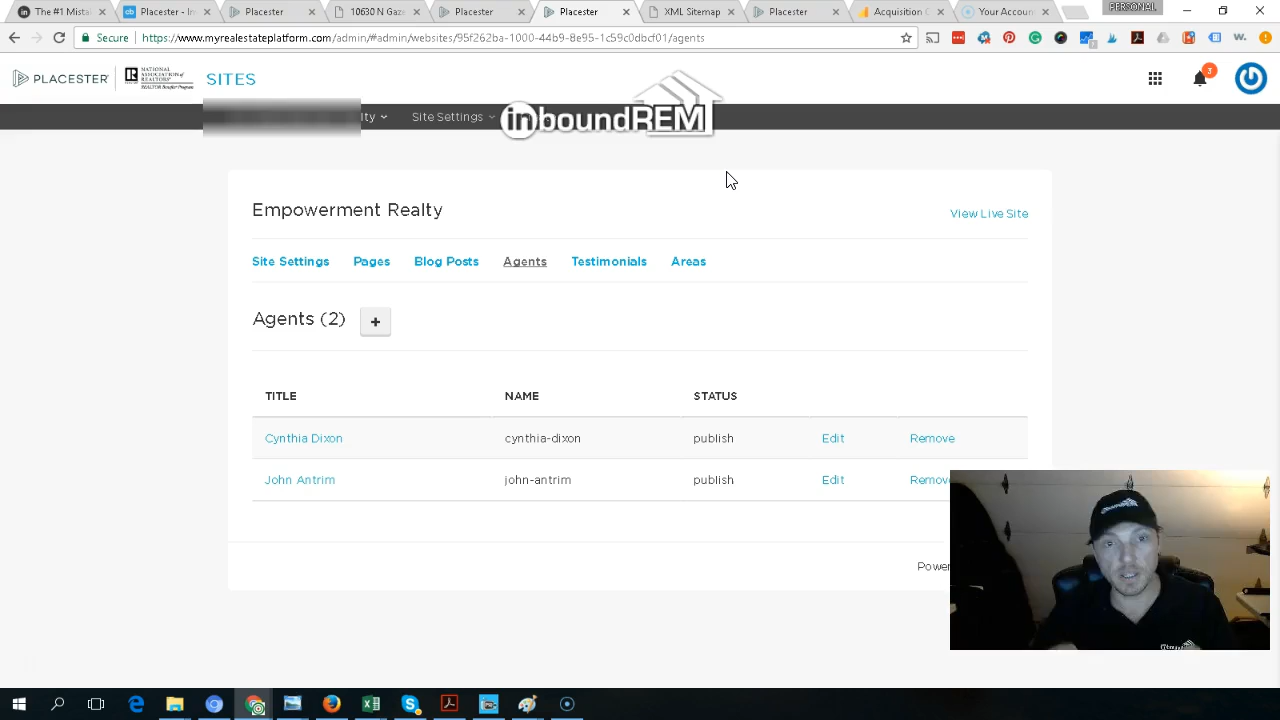 The #1 Mistak
Placester - In
Placester
10630 N Gaze
Placester
Placester
XML Sitemap
Placester
Acquisition O
Your Accoun
PERSONAL
Secure
https://www.myrealestateplatform.com/admin/#admin/websites/95f262ba-1000-44b9-8e95-1c59c0dbcf01/agents
PLACESTER
NATIONAL
ASSOCIATION of
REALTORS
REALTOR Benefits Program
SITES
3
lty
Site Settings
inboundREM
Empowerment Realty
View Live Site
Site Settings
Pages
Blog Posts
Agents
Testimonials
Areas
Agents (2)
+
TITLE
NAME
STATUS
Cynthia Dixon
cynthia-dixon
publish
Edit
Remove
John Antrim
john-antrim
publish
Edit
Remove
Power